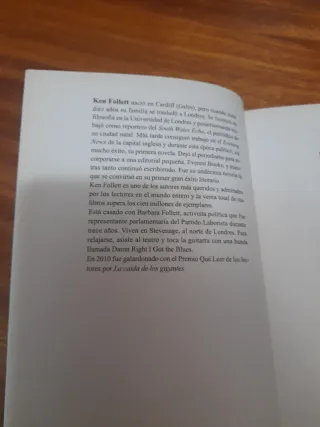 Ken Follett nació en Cardiff (Gales), pero cuando tenía
diez años su familia se trasladó a Londres. Se licenció en
filosofía en la Universidad de Londres y posteriormente tra-
bajó como reportero del South Wales Echo, el periódico de
su ciudad natal. Más tarde consiguió trabajo en el Evening
News de la capital inglesa y durante esta época publicó, sin
mucho éxito, su primera novela. Dejó el periodismo para in-
corporarse a una editorial pequeña, Everest Books, y mien-
tras tanto continuó escribiendo. Fue su undécima novela la
que se convirtió en su primer gran éxito literario.
Ken Follett es uno de los autores más queridos y admirados
por los lectores en el mundo entero y la venta total de sus
libros supera los cien millones de ejemplares.
Está casado con Barbara Follett, activista política que fue
representante parlamentaria del Partido Laborista durante
trece años. Viven en Stevenage, al norte de Londres. Para
relajarse, asiste al teatro y toca la guitarra con una banda
llamada Damn Right I Got the Blues.
En 2010 fue galardonado con el Premio Qué Leer de los lec-
tores por La caída de los gigantes.